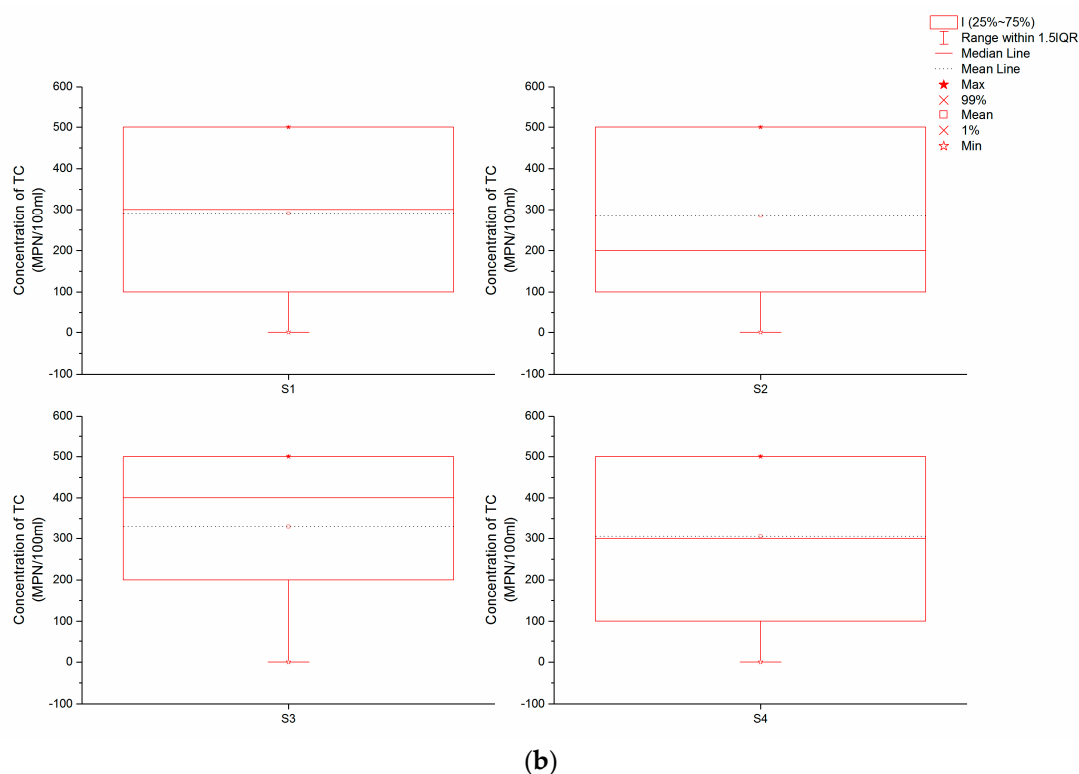 I (25%~75%)
Range within 1.5IQR
Median Line
Mean Line
Max
99%
Mean
1%
Min
Concentration of TC
(MPN/100ml)
600
500
400
300
200
100
0
-100
S1
Concentration of TC
(MPN/100ml)
600
500
400
300
200
100
0
-100
S2
Concentration of TC
(MPN/100ml)
600
500
400
300
200
100
0
-100
S3
Concentration of TC
(MPN/100ml)
600
500
400
300
200
100
0
-100
S4
(b)